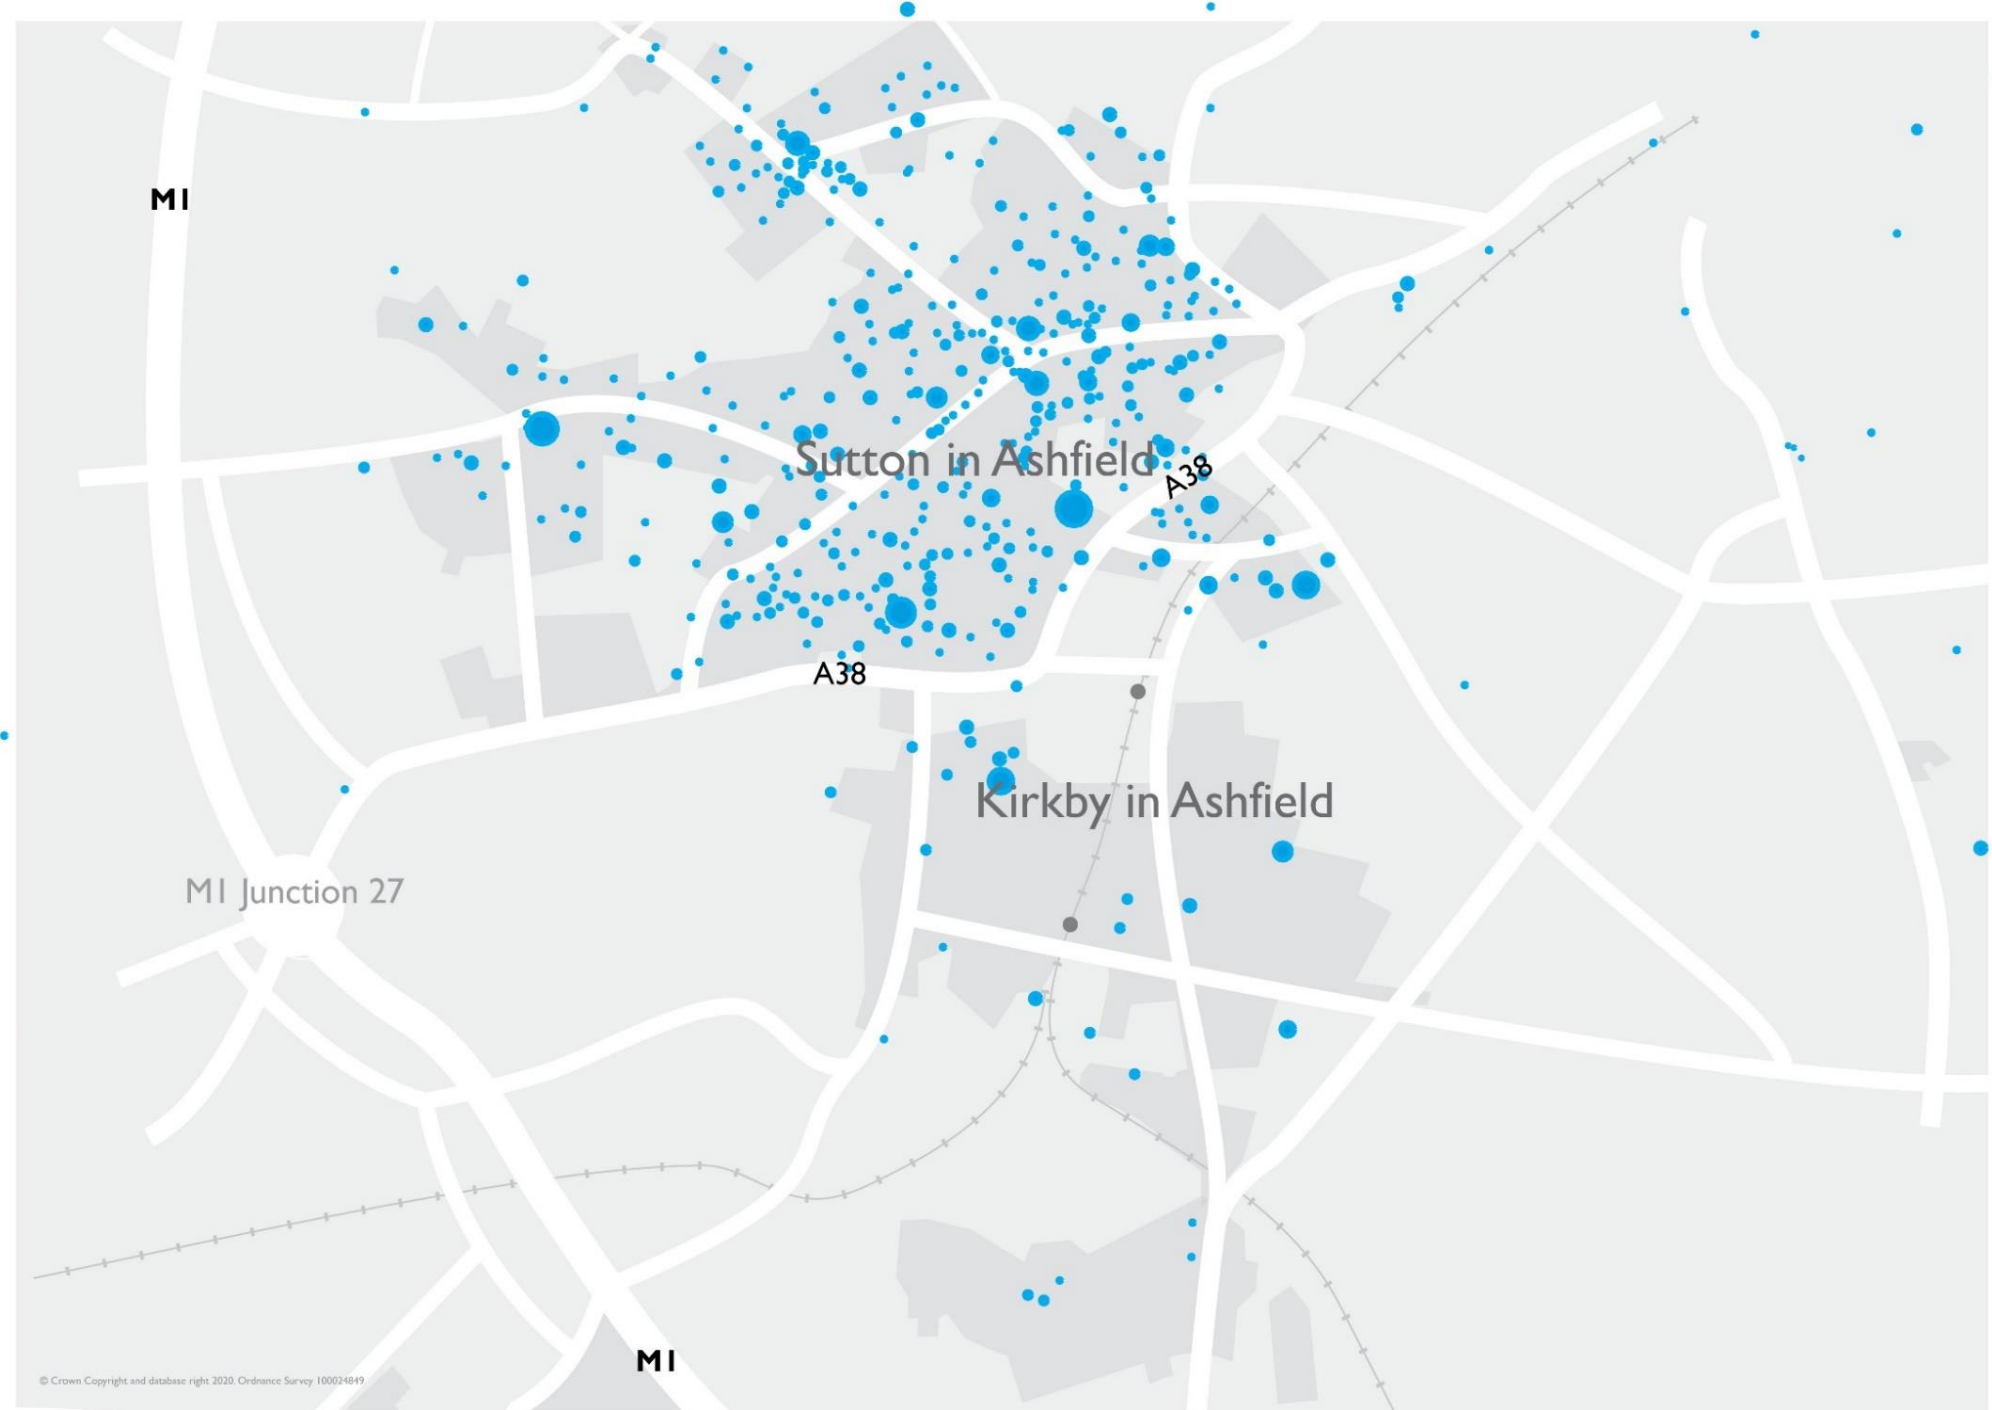 M1
Sutton in Ashfield
A38
A38
Kirkby in Ashfield
M1 Junction 27
M1
© Crown Copyright and database right 2020. Ordnance Survey 100024849